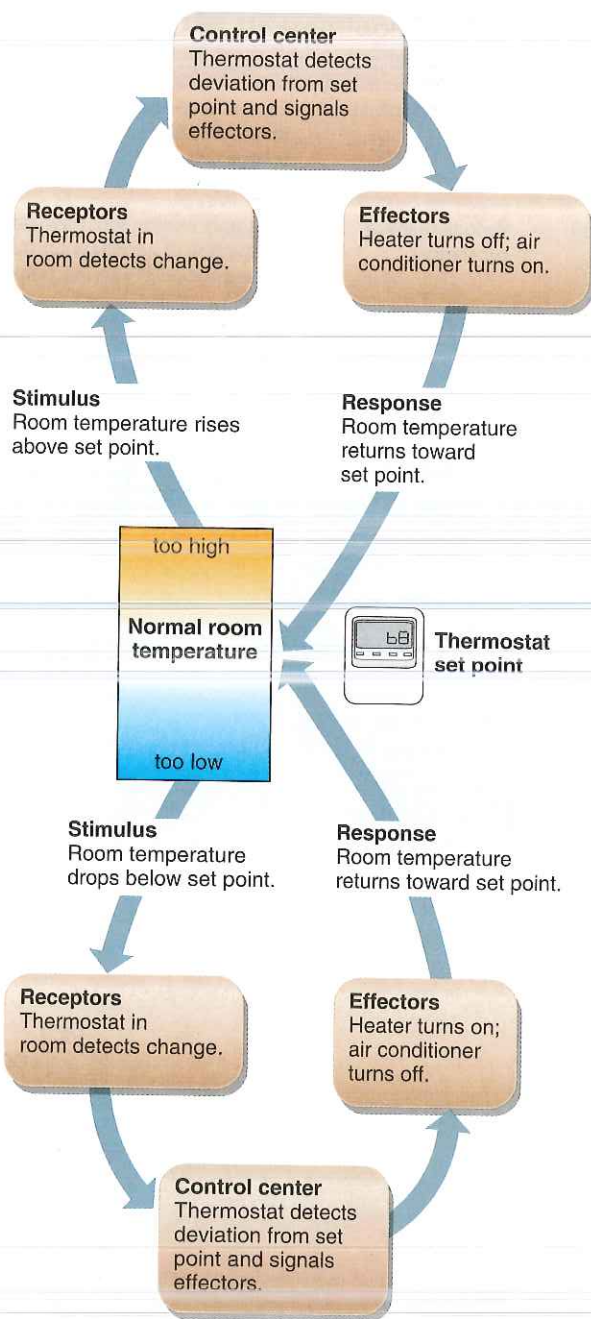 Control center
Thermostat detects
deviation from set
point and signals
effectors.
Receptors
Thermostat in
room detects change.
Effectors
Heater turns off; air
conditioner turns on.
Stimulus
Room temperature rises
above set point.
Response
Room temperature
returns toward
set point.
too high
Normal room
temperature
too low
68
Thermostat
set point
Stimulus
Room temperature
drops below set point.
Response
Room temperature
returns toward set point.
Receptors
Thermostat in
room detects change.
Effectors
Heater turns on;
air conditioner
turns off.
Control center
Thermostat detects
deviation from set
point and signals
effectors.